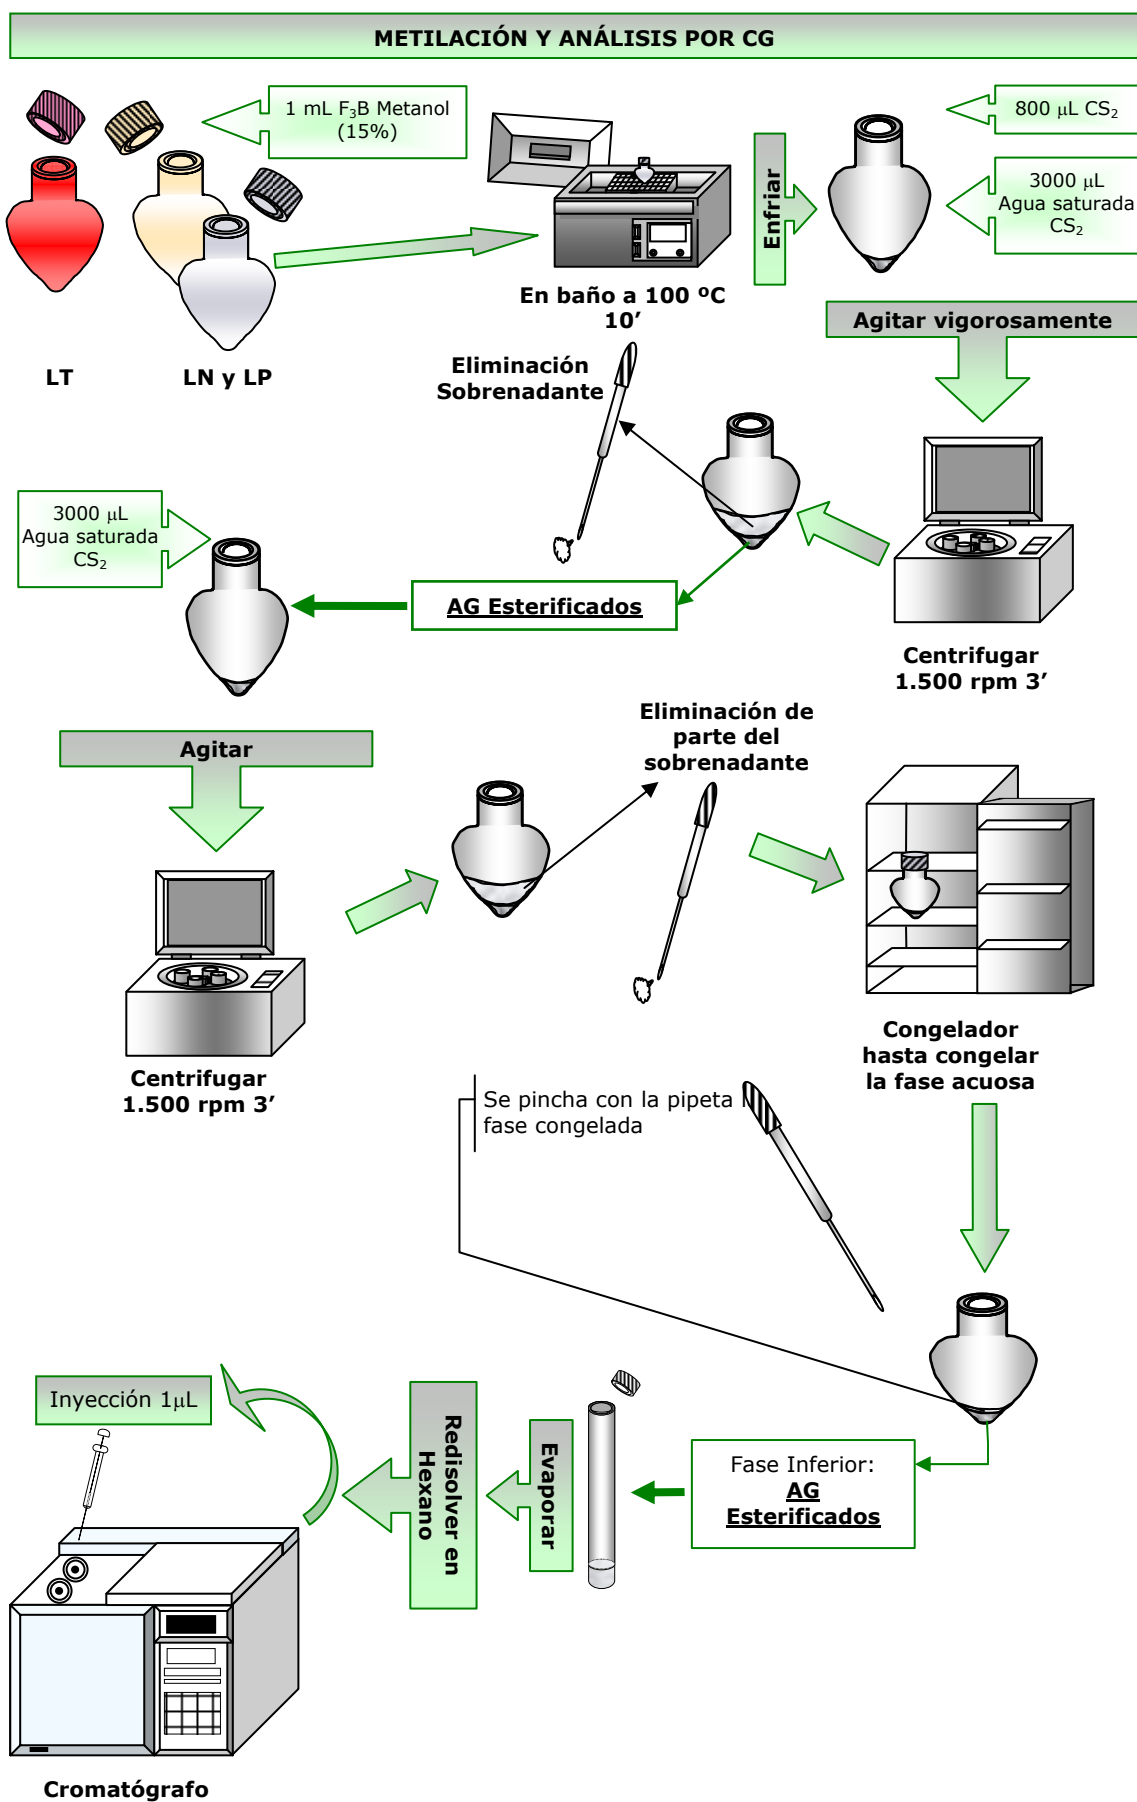 METILACIÓN Y ANÁLISIS POR CG
1 mL F₃B Metanol
(15%)
800 µL CS₂
3000 µL
Agua saturada
CS₂
Enfriar
En baño a 100 ºC
10’
LT
LN y LP
Agitar vigorosamente
Eliminación
Sobrenadante
3000 µL
Agua saturada
CS₂
AG Esterificados
Centrifugar
1.500 rpm 3’
Agitar
Eliminación de
parte del
sobrenadante
Centrifugar
1.500 rpm 3’
Congelador
hasta congelar
la fase acuosa
Se pincha con la pipeta
fase congelada
Inyección 1µL
Redisolver en
Hexano
Evaporar
Fase Inferior:
AG
Esterificados
Cromatógrafo